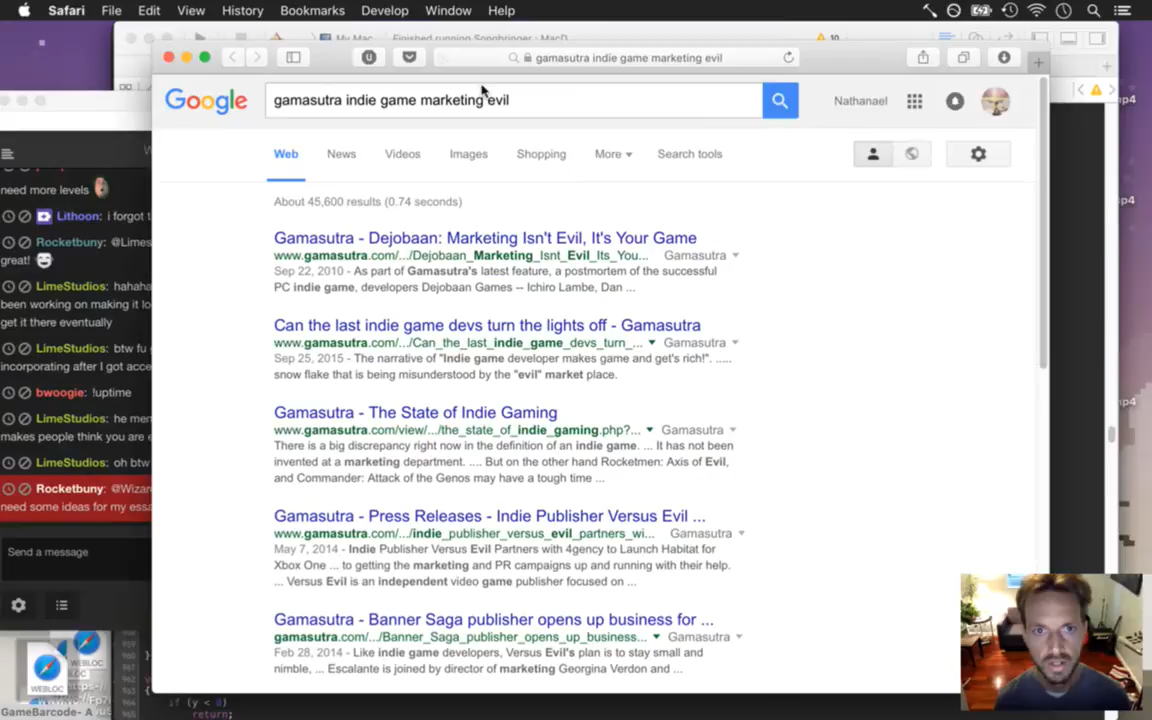 Safari File Edit View History Bookmarks Develop Window Help
My Mac Finished running Songbringer - MacD
gamasutra indie game marketing evil
Google gamasutra indie game marketing evil Nathanael
Web News Videos Images Shopping More Search tools
About 45,600 results (0.74 seconds)
Gamasutra - Dejobaan: Marketing Isn't Evil, It's Your Game
www.gamasutra.com/.../Dejobaan_Marketing_Isnt_Evil_Its_You... Gamasutra
Sep 22, 2010 - As part of Gamasutra's latest feature, a postmortem of the successful
PC indie game, developers Dejobaan Games -- Ichiro Lambe, Dan ...
Can the last indie game devs turn the lights off - Gamasutra
www.gamasutra.com/.../Can_the_last_indie_game_devs_turn_... Gamasutra
Sep 25, 2015 - The narrative of "Indie game developer makes game and get's rich!". .....
snow flake that is being misunderstood by the "evil" market place.
Gamasutra - The State of Indie Gaming
www.gamasutra.com/view/.../the_state_of_indie_gaming.php?... Gamasutra
There is a big discrepancy right now in the definition of an indie game. ... It has not been
invented at a marketing department. .... But on the other hand Rocketmen: Axis of Evil,
and Commander: Attack of the Genos may have a tough time ...
Gamasutra - Press Releases - Indie Publisher Versus Evil ...
www.gamasutra.com/.../indie_publisher_versus_evil_partners_wi... Gamasutra
May 7, 2014 - Indie Publisher Versus Evil Partners with 4gency to Launch Habitat for
Xbox One ... to getting the marketing and PR campaigns up and running with their help.
... Versus Evil is an independent video game publisher focused on ...
Gamasutra - Banner Saga publisher opens up business for ...
gamasutra.com/.../Banner_Saga_publisher_opens_up_business... Gamasutra
Feb 28, 2014 - Like indie game developers, Versus Evil's plan is to stay small and
nimble, ... Escalante is joined by director of marketing Georgina Verdon and ...
need more levels
Lithoon: i forgot t
Rocketbuny: @Limes
great!
LimeStudios: hahaha
been working on making it lo
get it there eventually
LimeStudios: btw fu
incorporating after I got acce
bwoogie: !uptime
LimeStudios: he men
makes people think you are e
LimeStudios: oh btw
Rocketbuny: @Wizar
need some ideas for my essa
Send a message
WEBLOC
WEBLOC
GameBarcode- A
958
959
960
961
962
963
964
965
if (y < 0)
return;
mp4
mp4
mp4